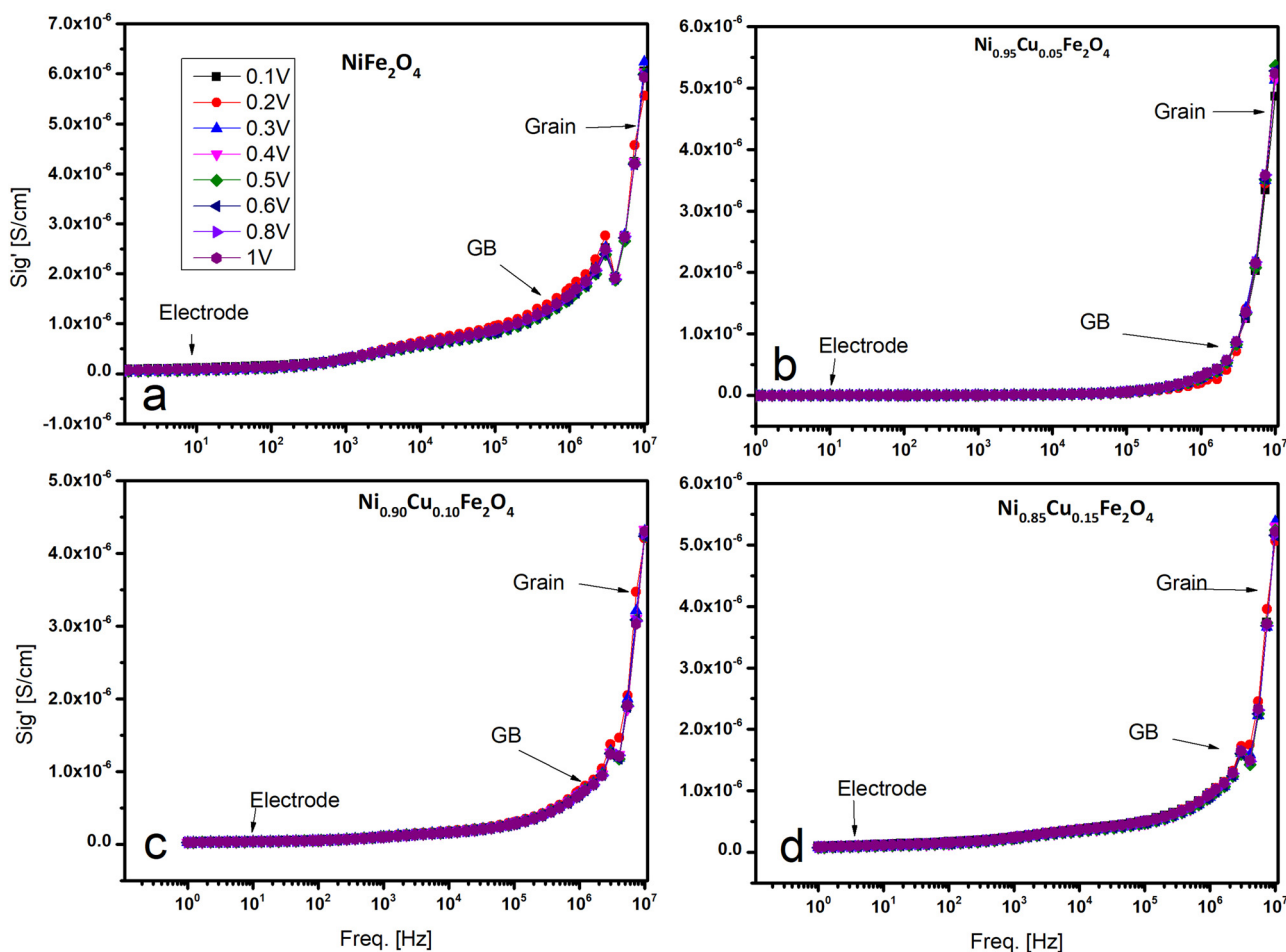 NiFe₂O₄
7.0x10⁻⁶
6.0x10⁻⁶
5.0x10⁻⁶
4.0x10⁻⁶
3.0x10⁻⁶
2.0x10⁻⁶
1.0x10⁻⁶
0.0
-1.0x10⁻⁶
Sig' [S/cm]
0.1V
0.2V
0.3V
0.4V
0.5V
0.6V
0.8V
1V
Grain
GB
Electrode
a
10¹ 10² 10³ 10⁴ 10⁵ 10⁶ 10⁷
Ni₀.₉₅Cu₀.₀₅Fe₂O₄
6.0x10⁻⁶
5.0x10⁻⁶
4.0x10⁻⁶
3.0x10⁻⁶
2.0x10⁻⁶
1.0x10⁻⁶
0.0
Grain
GB
Electrode
b
10⁰ 10¹ 10² 10³ 10⁴ 10⁵ 10⁶ 10⁷
Ni₀.₉₀Cu₀.₁₀Fe₂O₄
5.0x10⁻⁶
4.0x10⁻⁶
3.0x10⁻⁶
2.0x10⁻⁶
1.0x10⁻⁶
0.0
Sig' [S/cm]
Grain
GB
Electrode
c
10⁰ 10¹ 10² 10³ 10⁴ 10⁵ 10⁶ 10⁷
Freq. [Hz]
Ni₀.₈₅Cu₀.₁₅Fe₂O₄
6.0x10⁻⁶
5.0x10⁻⁶
4.0x10⁻⁶
3.0x10⁻⁶
2.0x10⁻⁶
1.0x10⁻⁶
0.0
Grain
GB
Electrode
d
10⁰ 10¹ 10² 10³ 10⁴ 10⁵ 10⁶ 10⁷
Freq. [Hz]